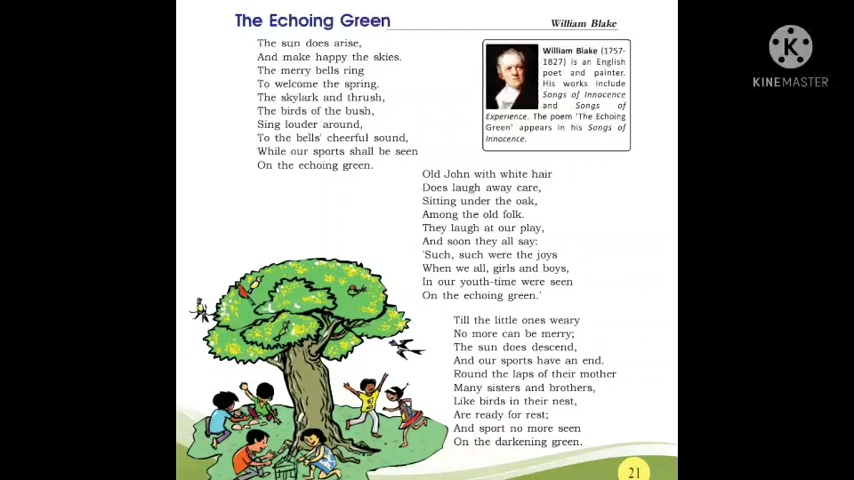 The Echoing Green
William Blake
The sun does arise,
And make happy the skies.
The merry bells ring
To welcome the spring.
The skylark and thrush,
The birds of the bush,
Sing louder around,
To the bells' cheerful sound,
While our sports shall be seen
On the echoing green.
William Blake (1757-
1827) is an English
poet and painter.
His works include
Songs of Innocence
and Songs of
Experience. The poem 'The Echoing
Green' appears in his Songs of
Innocence.
K
KINEMASTER
Old John with white hair
Does laugh away care,
Sitting under the oak,
Among the old folk.
They laugh at our play,
And soon they all say:
'Such, such were the joys
When we all, girls and boys,
In our youth-time were seen
On the echoing green.'
Till the little ones weary
No more can be merry;
The sun does descend,
And our sports have an end.
Round the laps of their mother
Many sisters and brothers,
Like birds in their nest,
Are ready for rest;
And sport no more seen
On the darkening green.
21